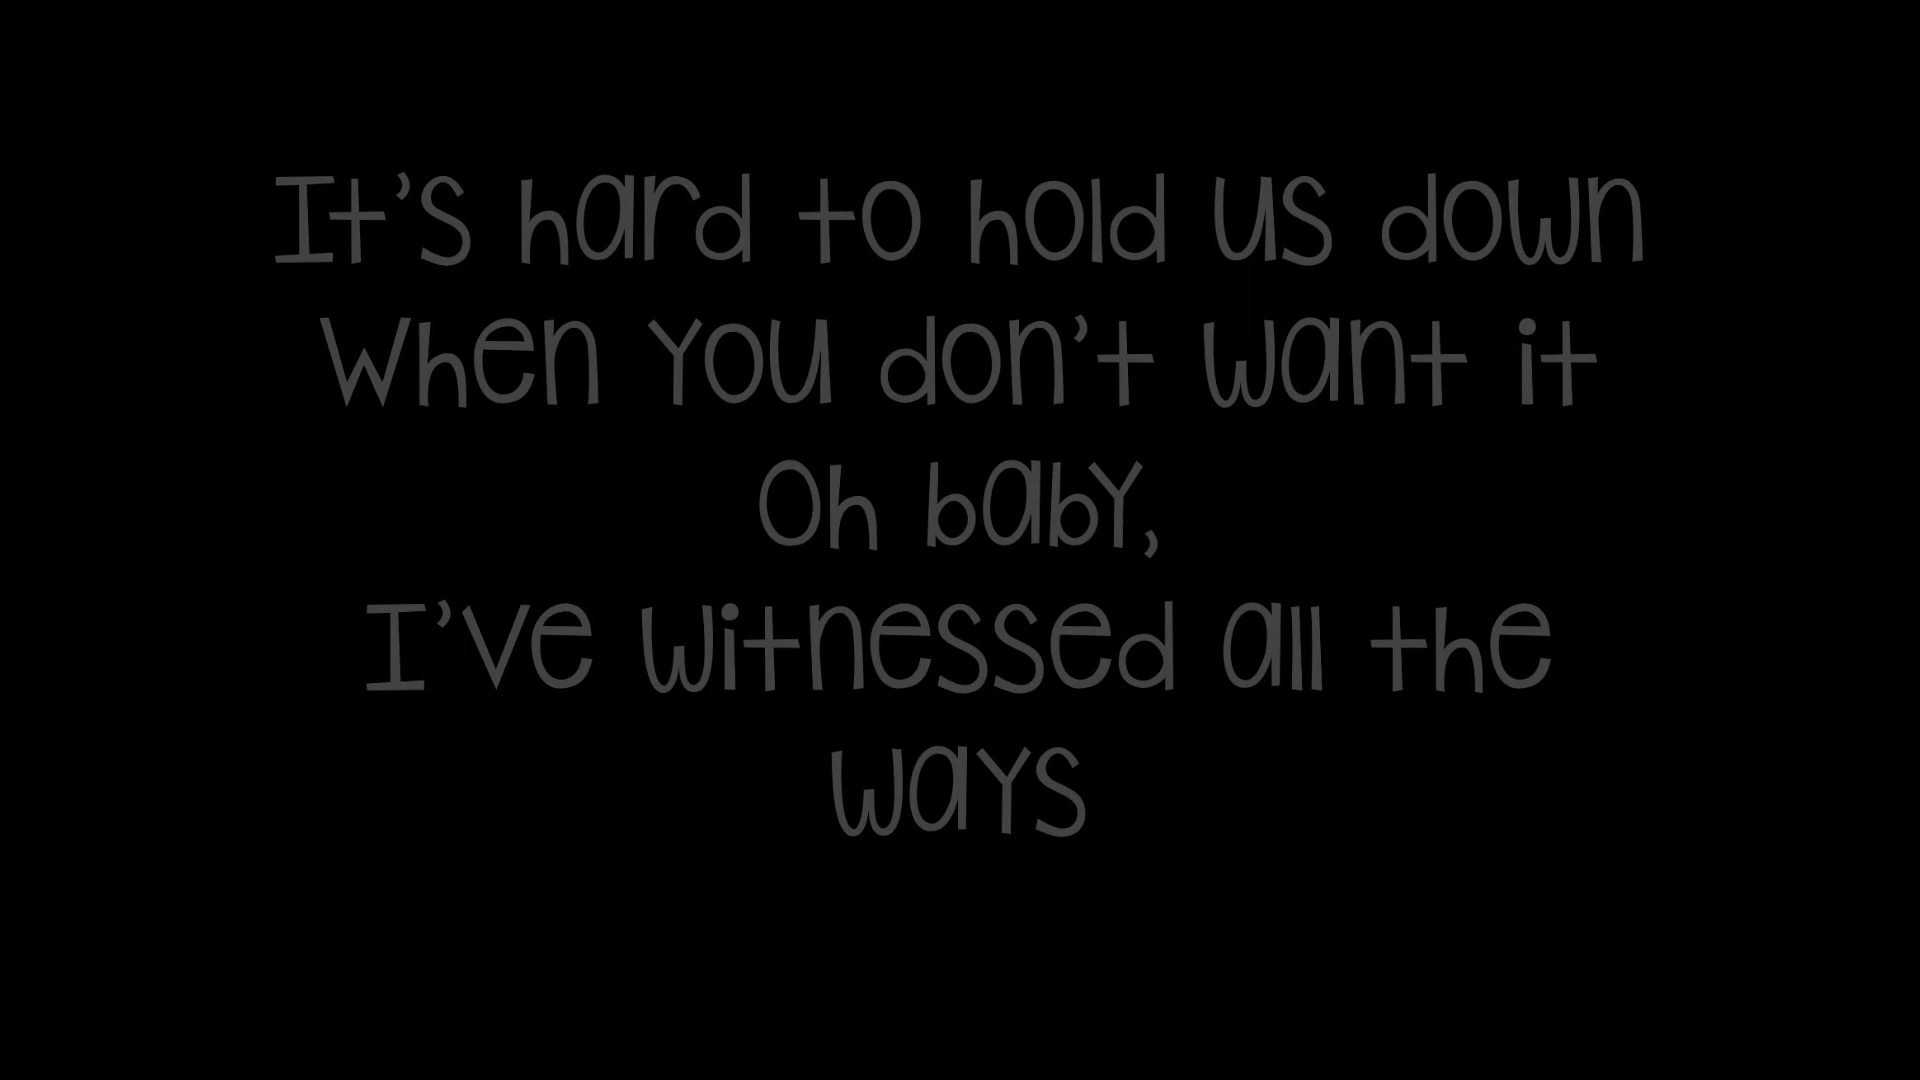 It's hard to hold us down
When you don't want it
Oh baby,
I've witnessed all the
ways